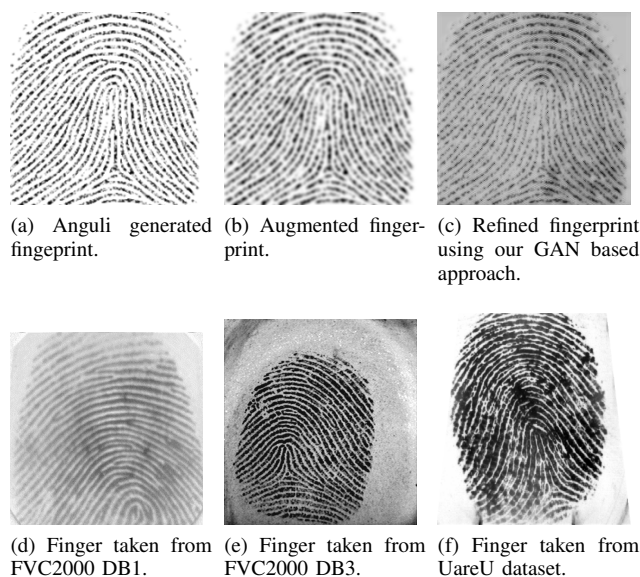 (a) Anguli generated
fingeprint.
(b) Augmented finger-
print.
(c) Refined fingerprint
using our GAN based
approach.
(d) Finger taken from
FVC2000 DB1.
(e) Finger taken from
FVC2000 DB3.
(f) Finger taken from
UareU dataset.